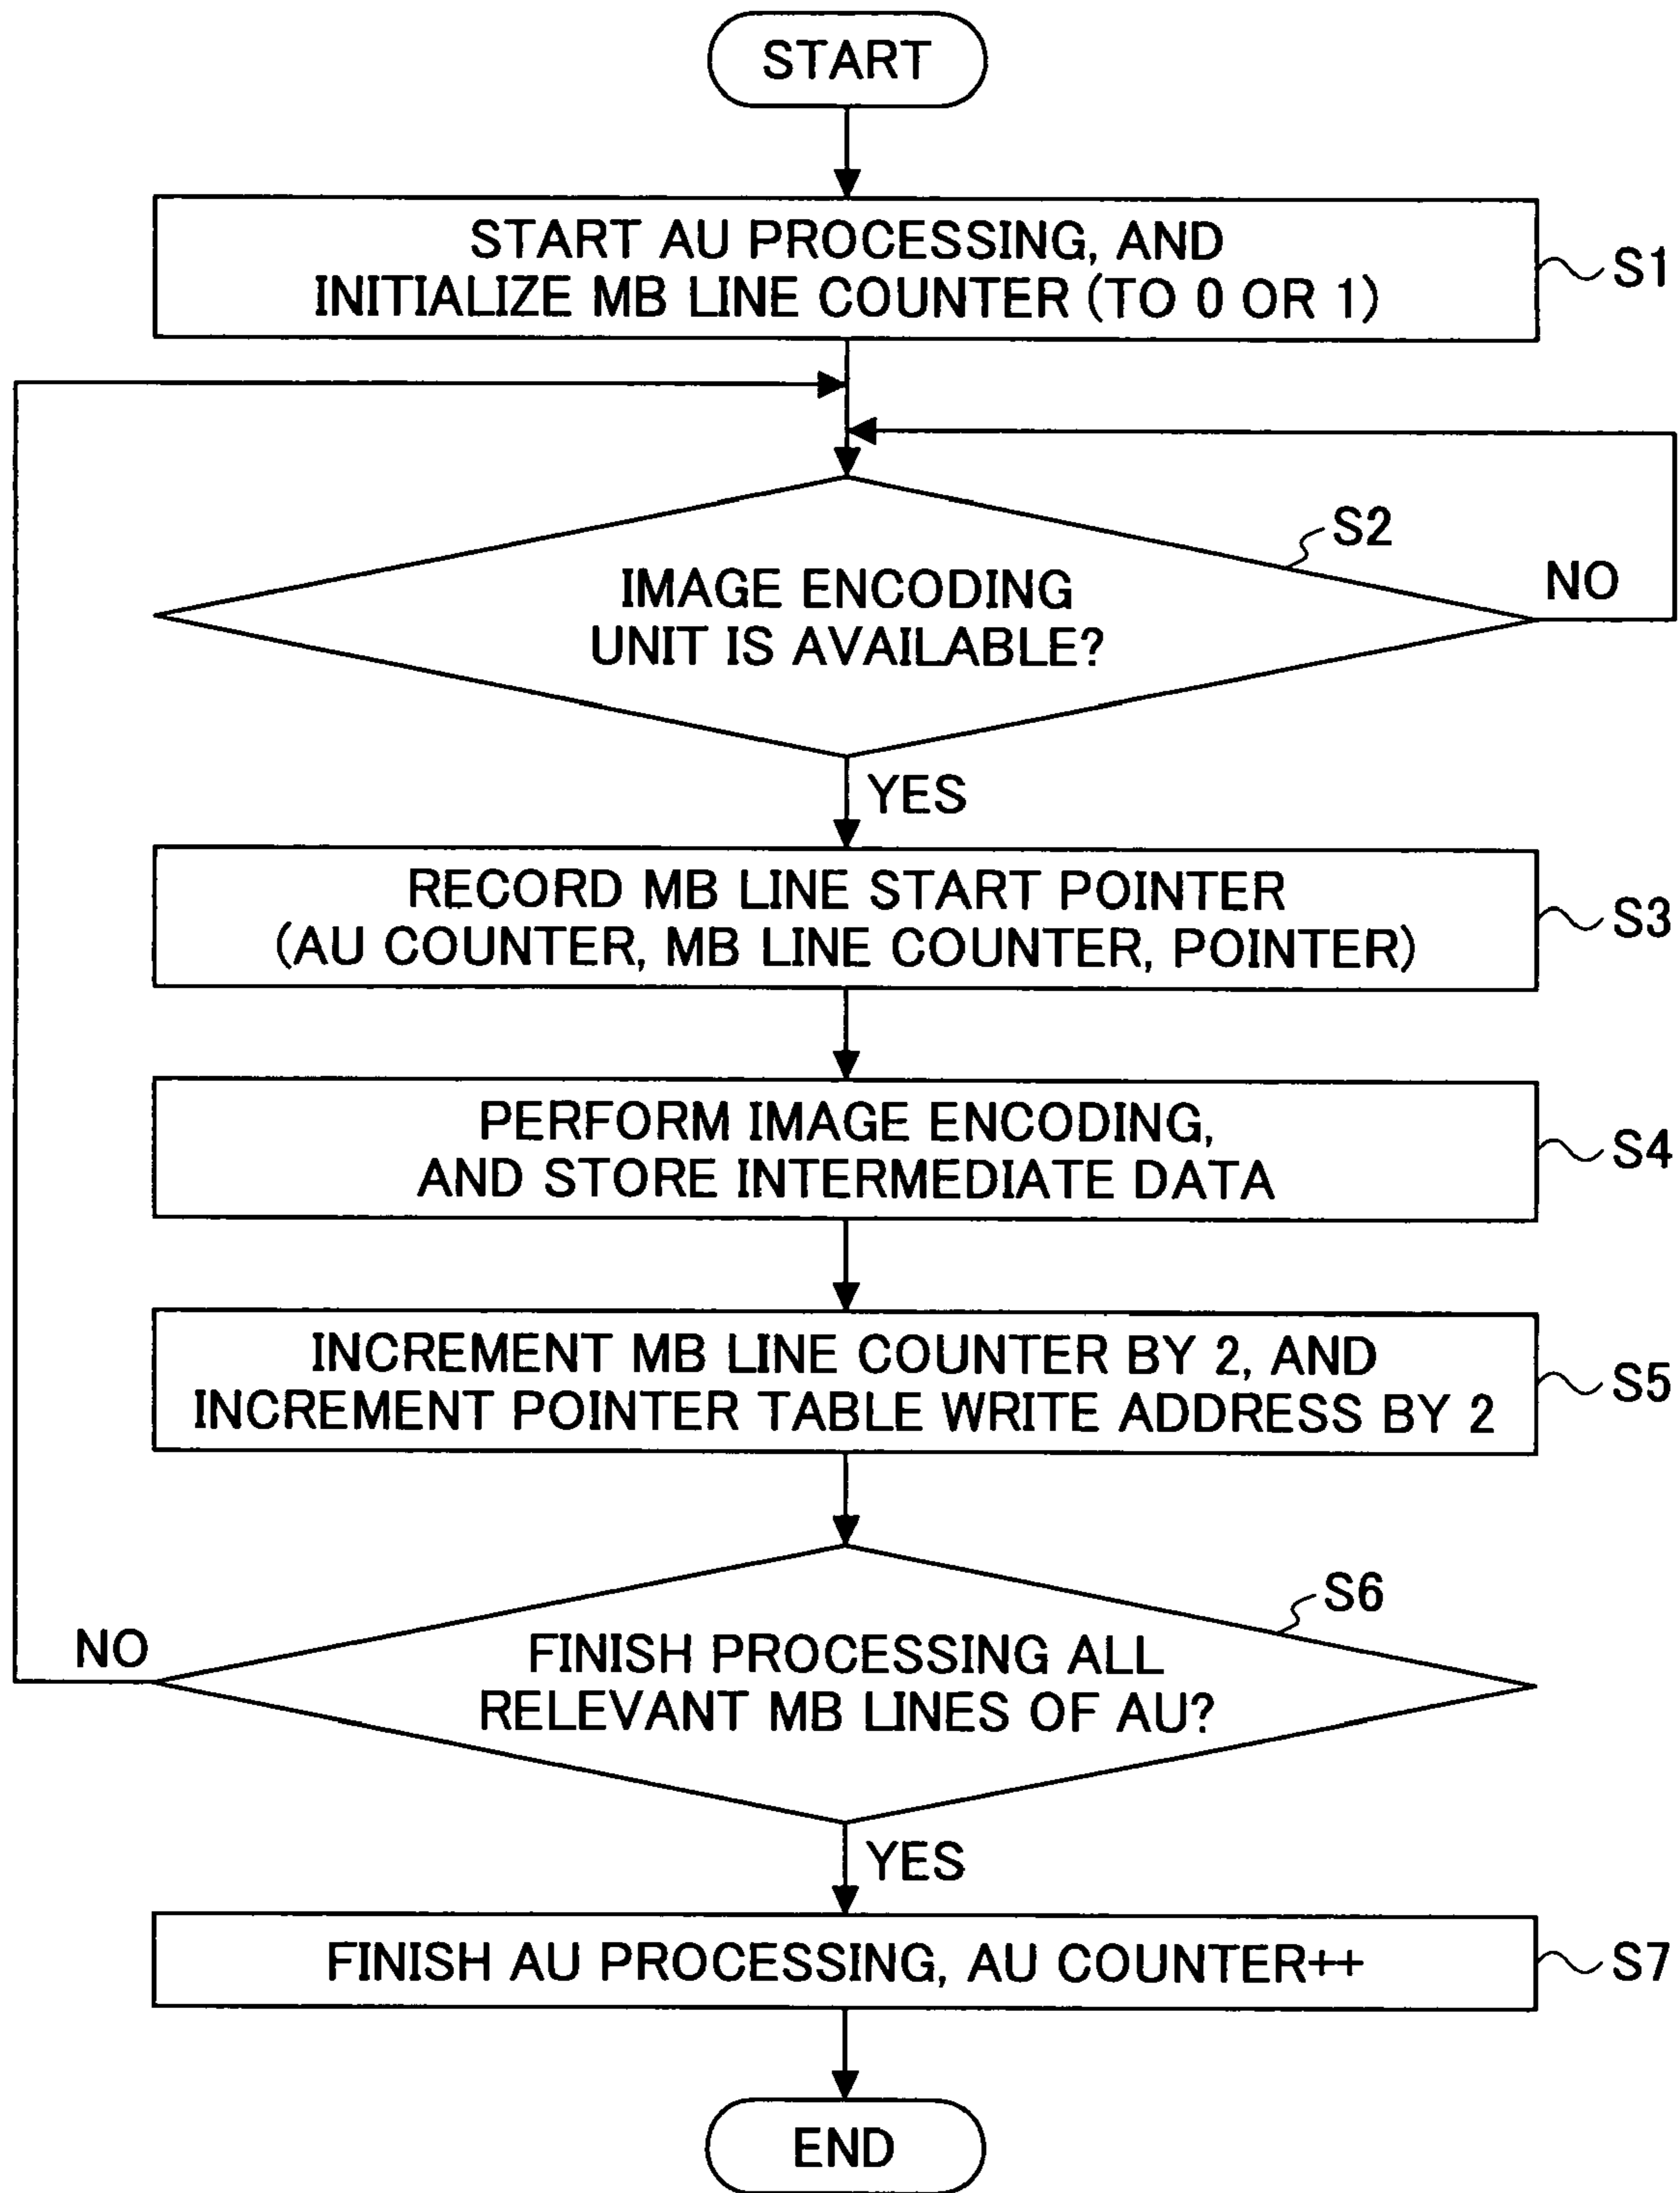 START
START AU PROCESSING, AND
INITIALIZE MB LINE COUNTER (TO 0 OR 1)
S1
S2
IMAGE ENCODING
UNIT IS AVAILABLE?
NO
YES
RECORD MB LINE START POINTER
(AU COUNTER, MB LINE COUNTER, POINTER)
S3
PERFORM IMAGE ENCODING,
AND STORE INTERMEDIATE DATA
S4
INCREMENT MB LINE COUNTER BY 2, AND
INCREMENT POINTER TABLE WRITE ADDRESS BY 2
S5
S6
NO
FINISH PROCESSING ALL
RELEVANT MB LINES OF AU?
YES
FINISH AU PROCESSING, AU COUNTER++
S7
END